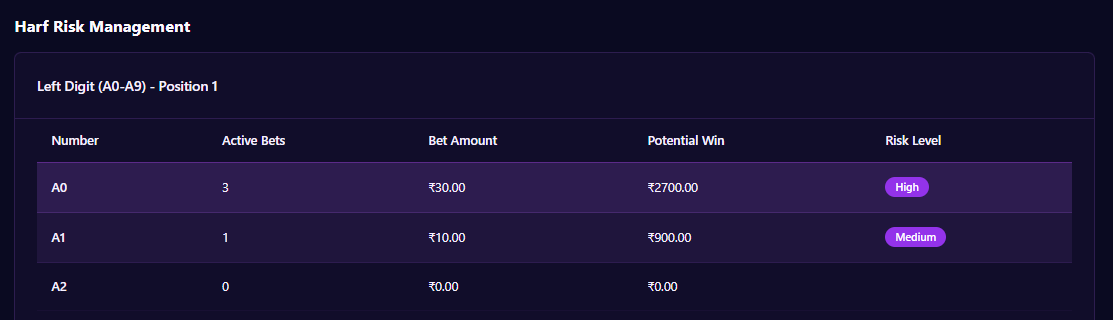 Harf Risk Management
Left Digit (A0-A9) - Position 1
Number Active Bets Bet Amount Potential Win Risk Level
A0 3 ₹30.00 ₹2700.00 High
A1 1 ₹10.00 ₹900.00 Medium
A2 0 ₹0.00 ₹0.00